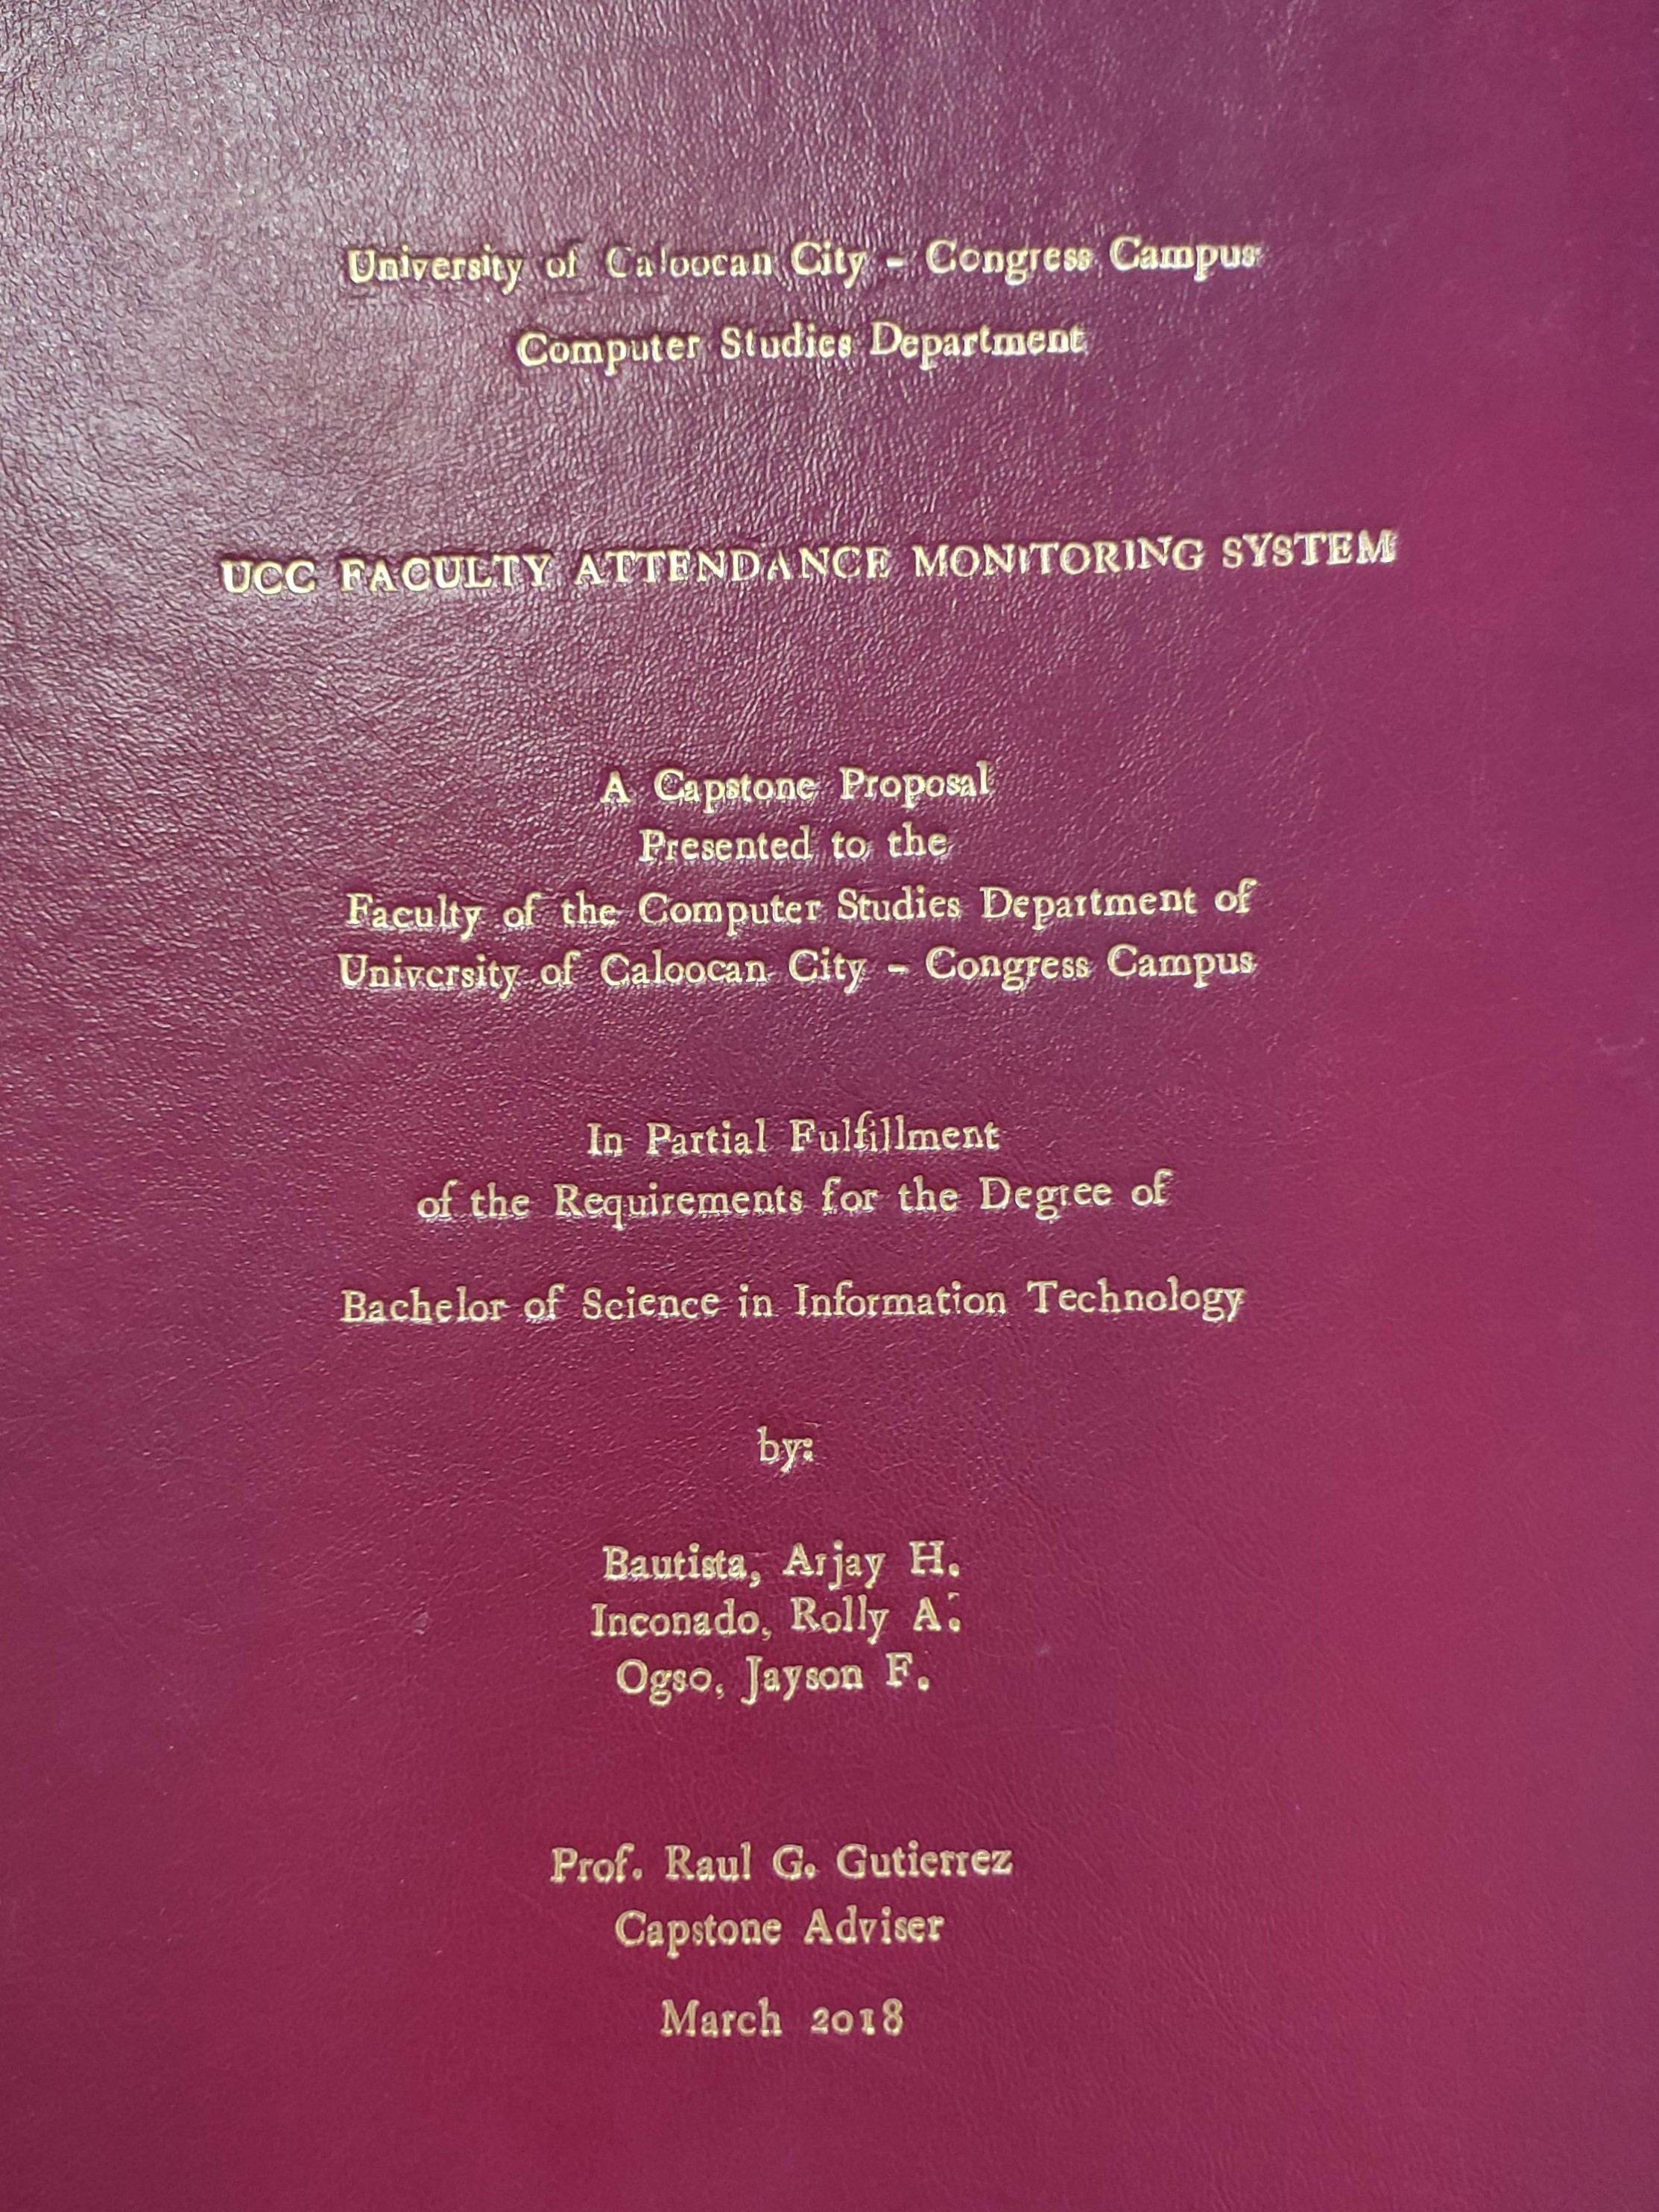 University of Caloocan City - Congress Campus
Computer Studies Department
UCC FACULTY ATTENDANCE MONITORING SYSTEM
A Capstone Proposal
Presented to the
Faculty of the Computer Studies Department of
University of Caloocan City - Congress Campus
In Partial Fulfillment
of the Requirements for the Degree of
Bachelor of Science in Information Technology
by:
Bautista, Arjay H.
Inconado, Rolly A.
Ogso, Jayson F.
Prof. Raul G. Gutierrez
Capstone Adviser
March 2018